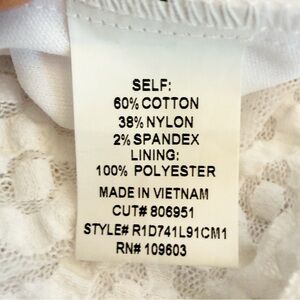 SELF:
60% COTTON
38% NYLON
2% SPANDEX
LINING:
100% POLYESTER
MADE IN VIETNAM
CUT# 806951
STYLE# R1D741L91CM1
RN# 109603